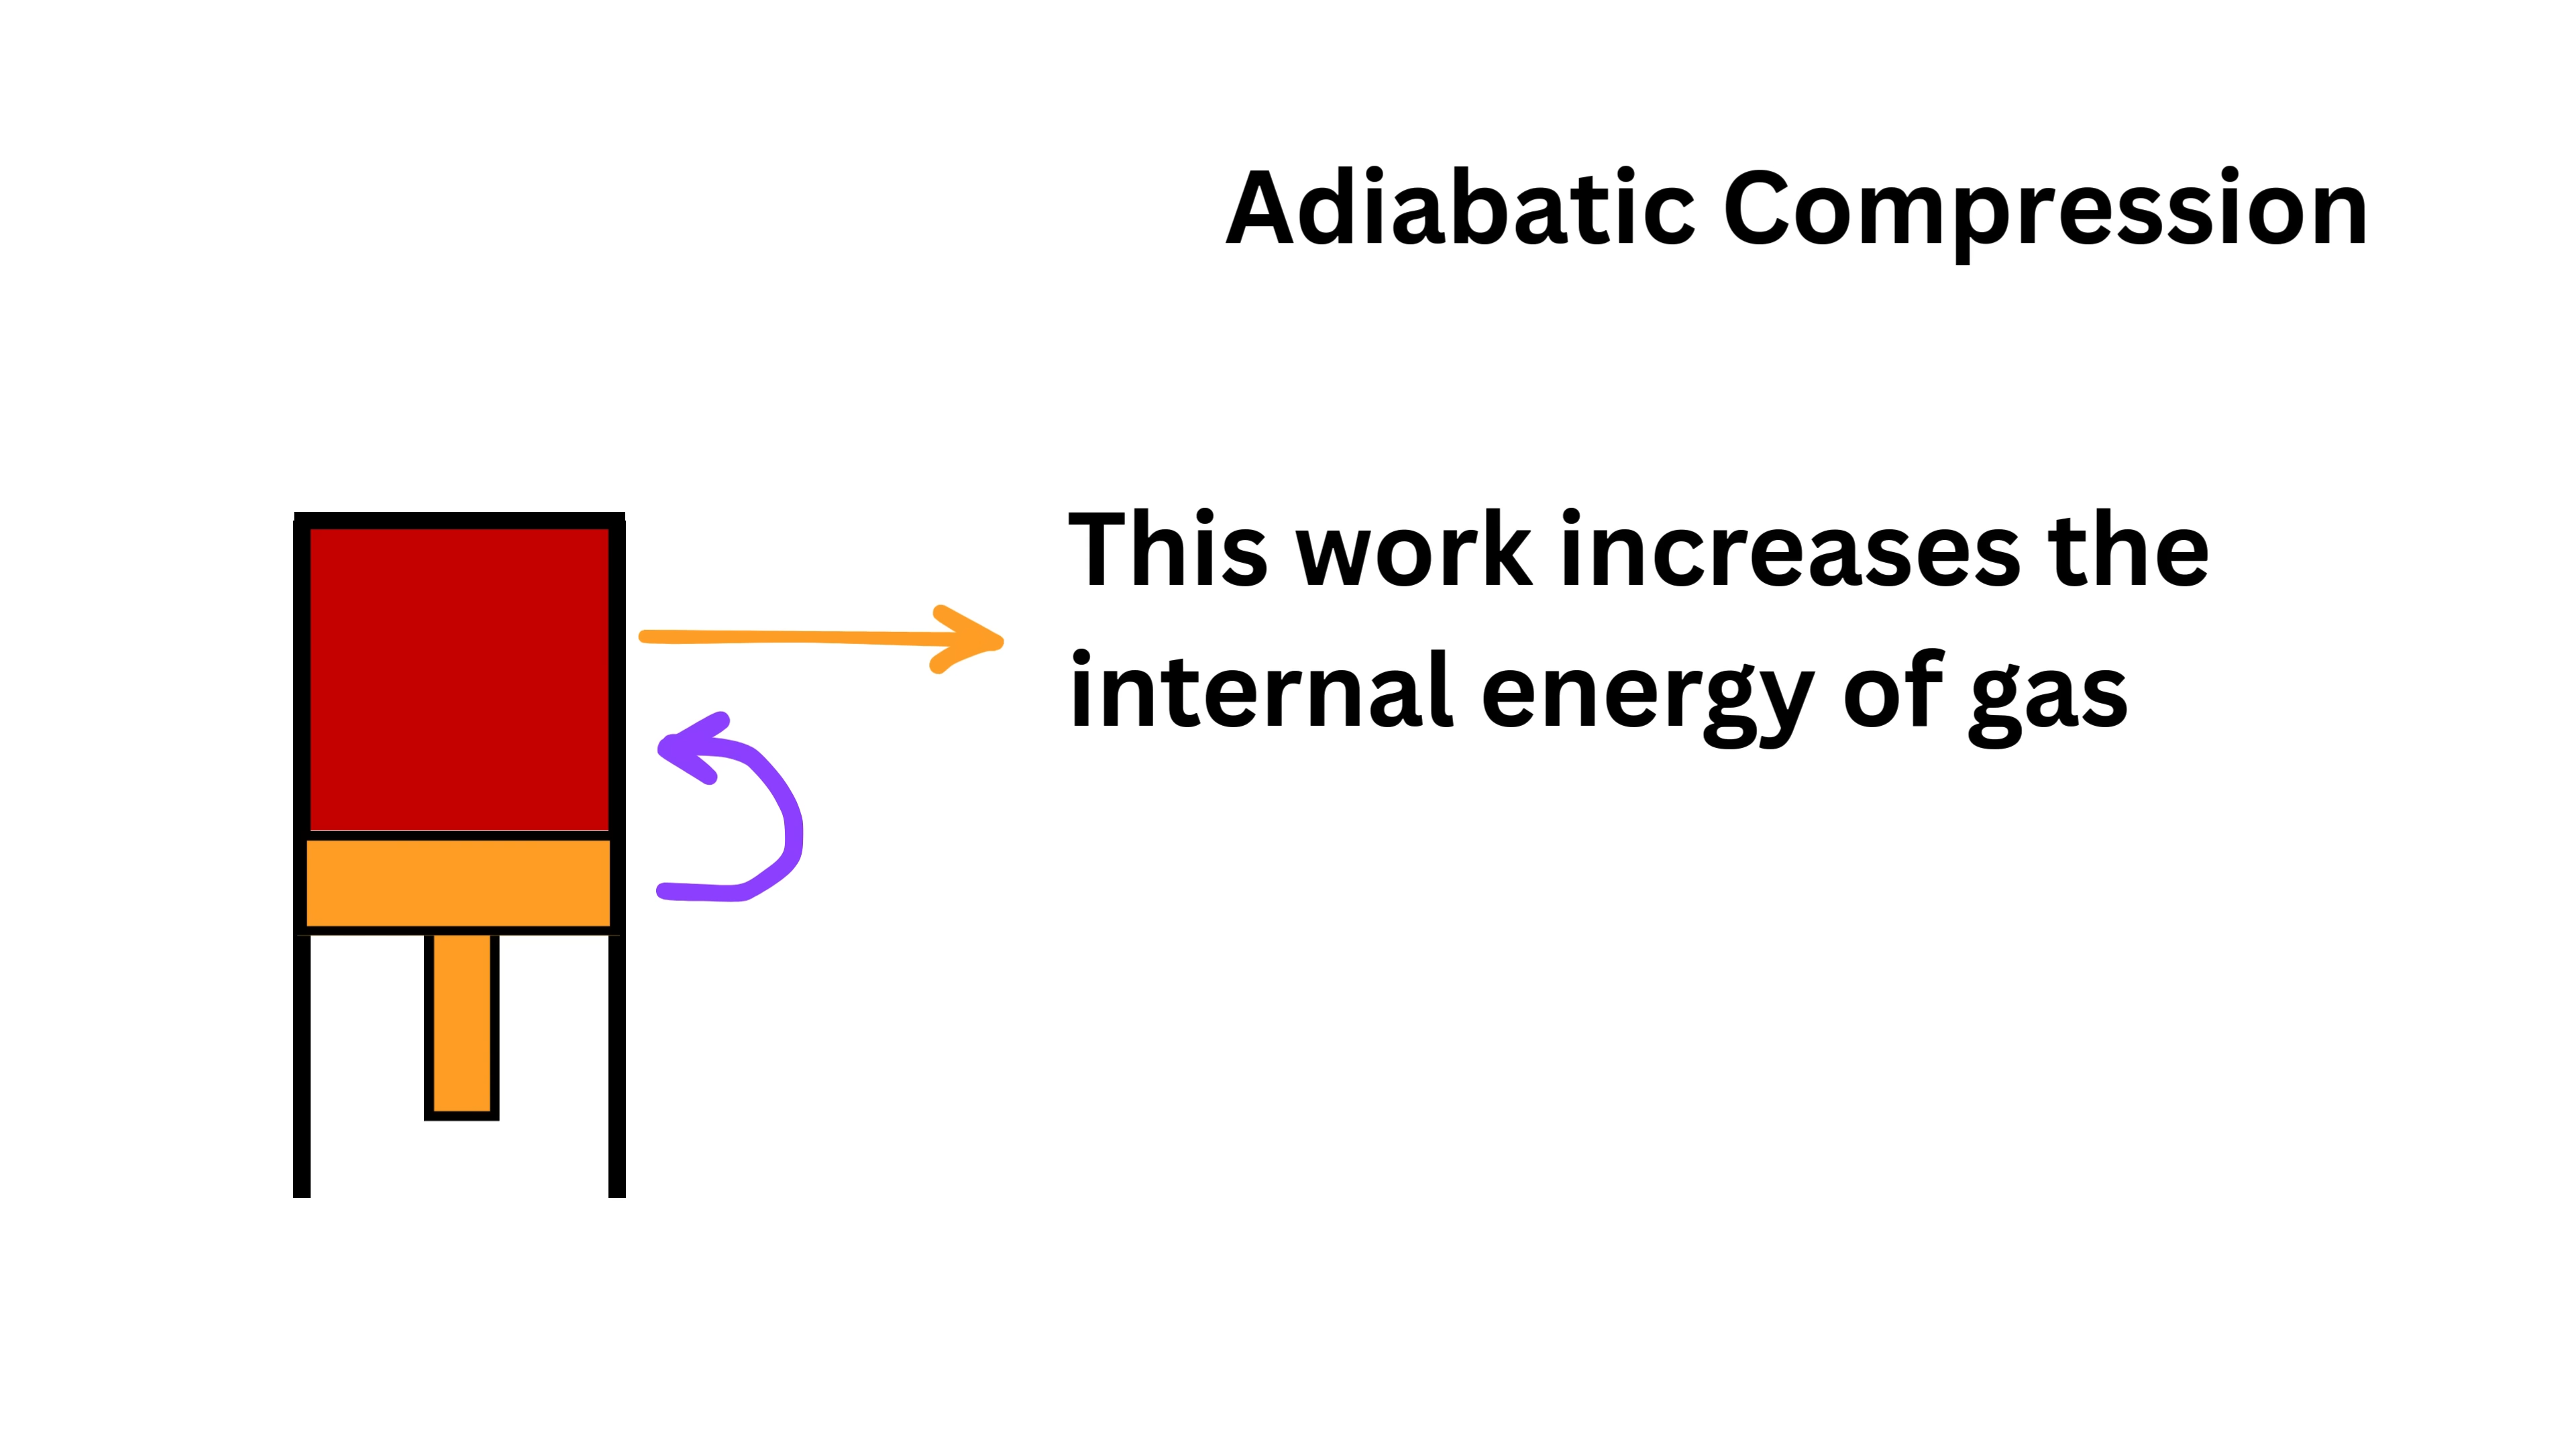 Adiabatic Compression
This work increases the
internal energy of gas